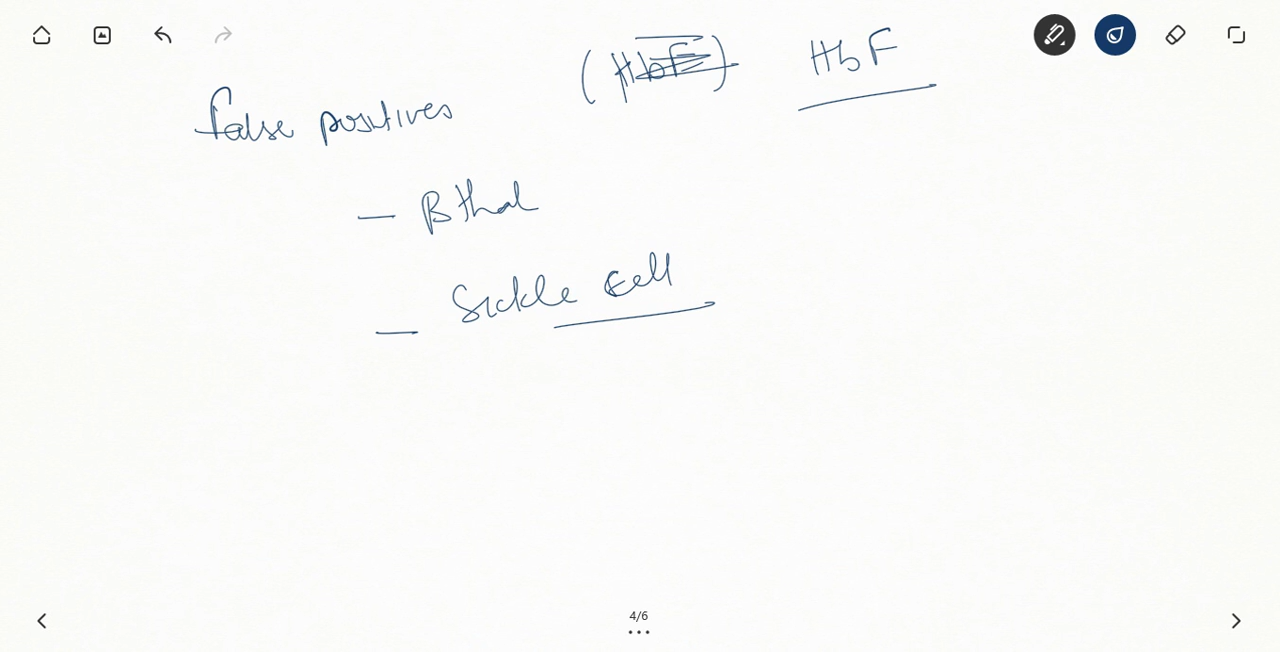 (HbF) HbF
False positives
– β thal
– Sickle cell
4/6